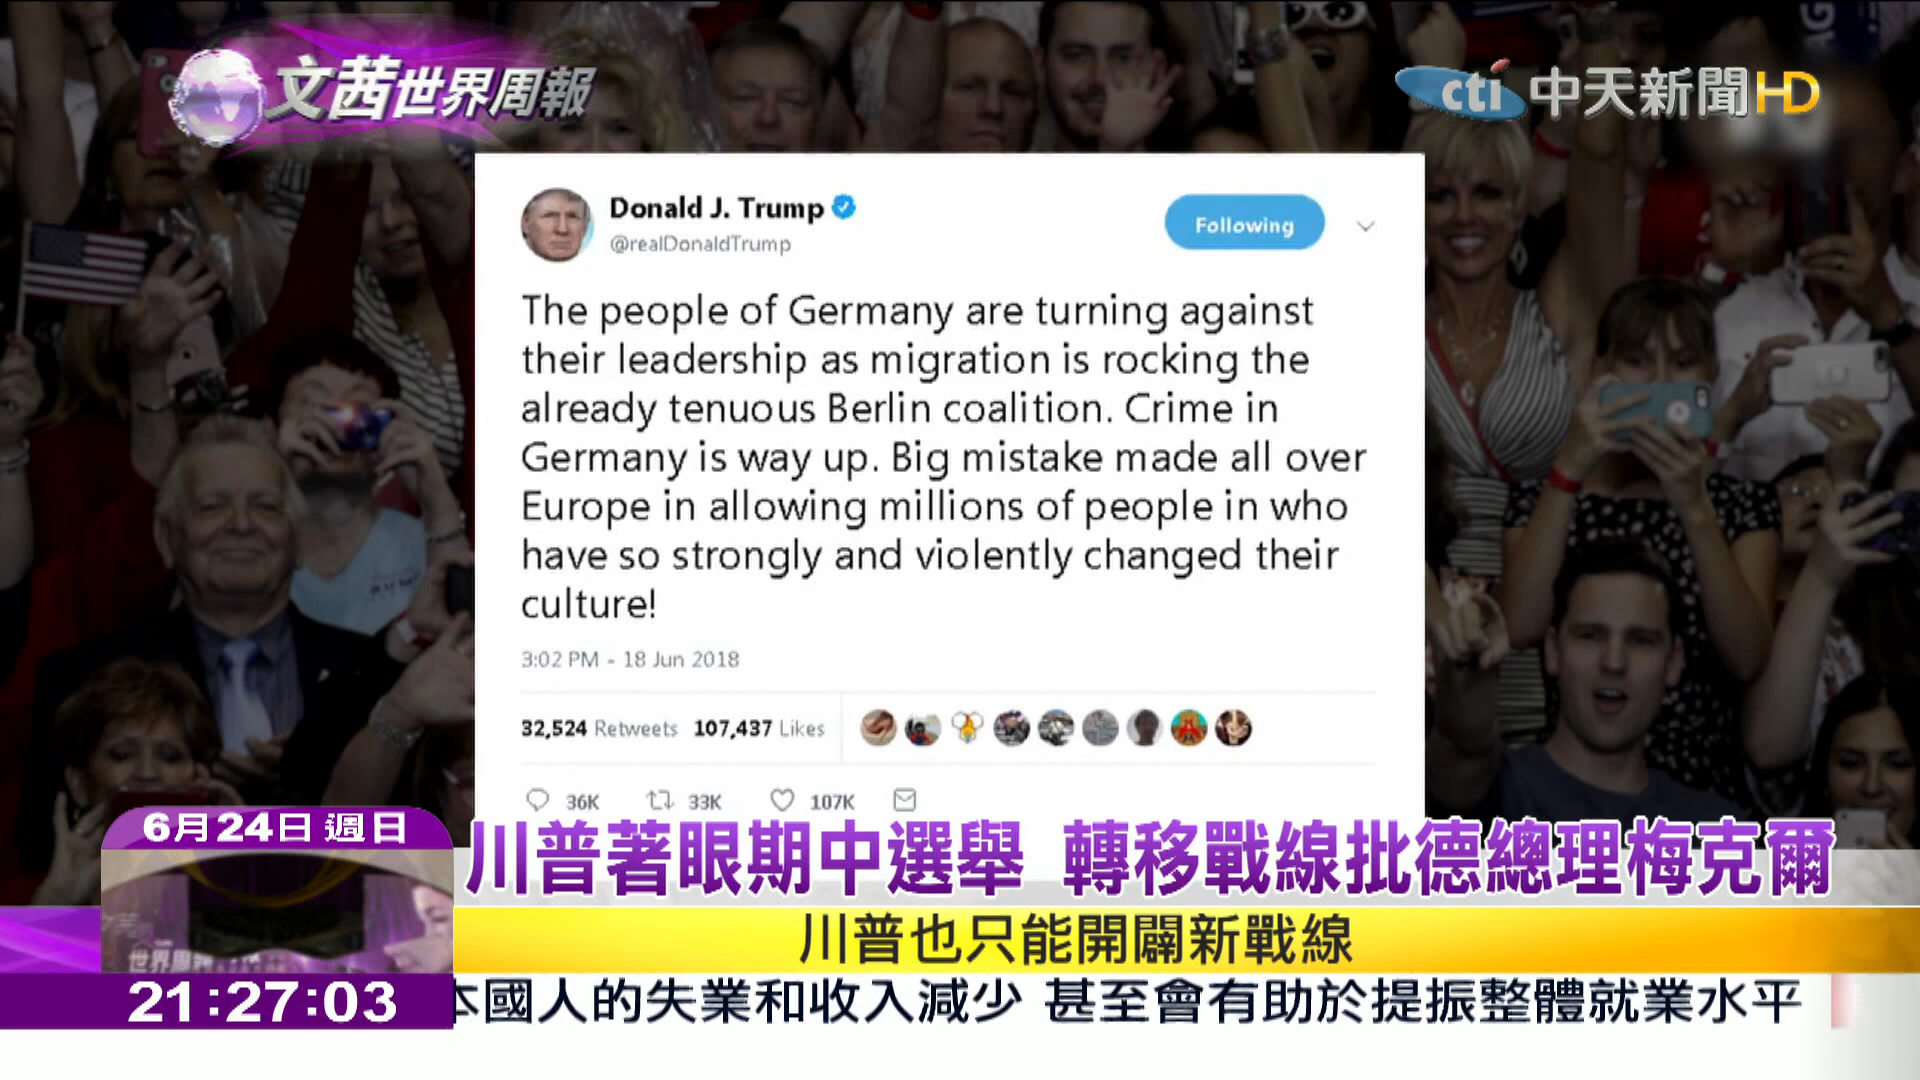 文茜世界周報
cti 中天新聞HD
Donald J. Trump
@realDonaldTrump
Following
The people of Germany are turning against
their leadership as migration is rocking the
already tenuous Berlin coalition. Crime in
Germany is way up. Big mistake made all over
Europe in allowing millions of people in who
have so strongly and violently changed their
culture!
3:02 PM - 18 Jun 2018
32,524 Retweets 107,437 Likes
36K 33K 107K
6月24日 週日
川普著眼期中選舉 轉移戰線批德總理梅克爾
川普也只能開闢新戰線
世界周報
21:27:03
本國人的失業和收入減少 甚至會有助於提振整體就業水平